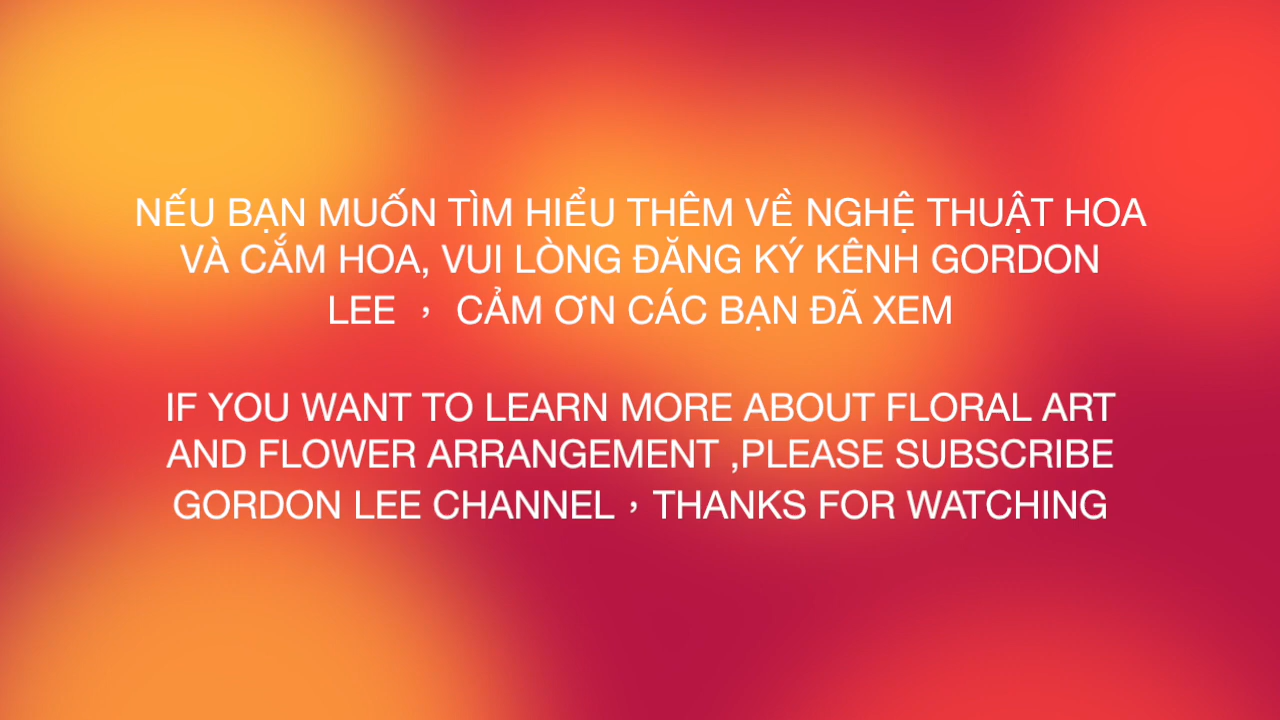 NẾU BẠN MUỐN TÌM HIỂU THÊM VỀ NGHỆ THUẬT HOA
VÀ CẮM HOA, VUI LÒNG ĐĂNG KÝ KÊNH GORDON
LEE ， CẢM ƠN CÁC BẠN ĐÃ XEM
IF YOU WANT TO LEARN MORE ABOUT FLORAL ART
AND FLOWER ARRANGEMENT ,PLEASE SUBSCRIBE
GORDON LEE CHANNEL，THANKS FOR WATCHING